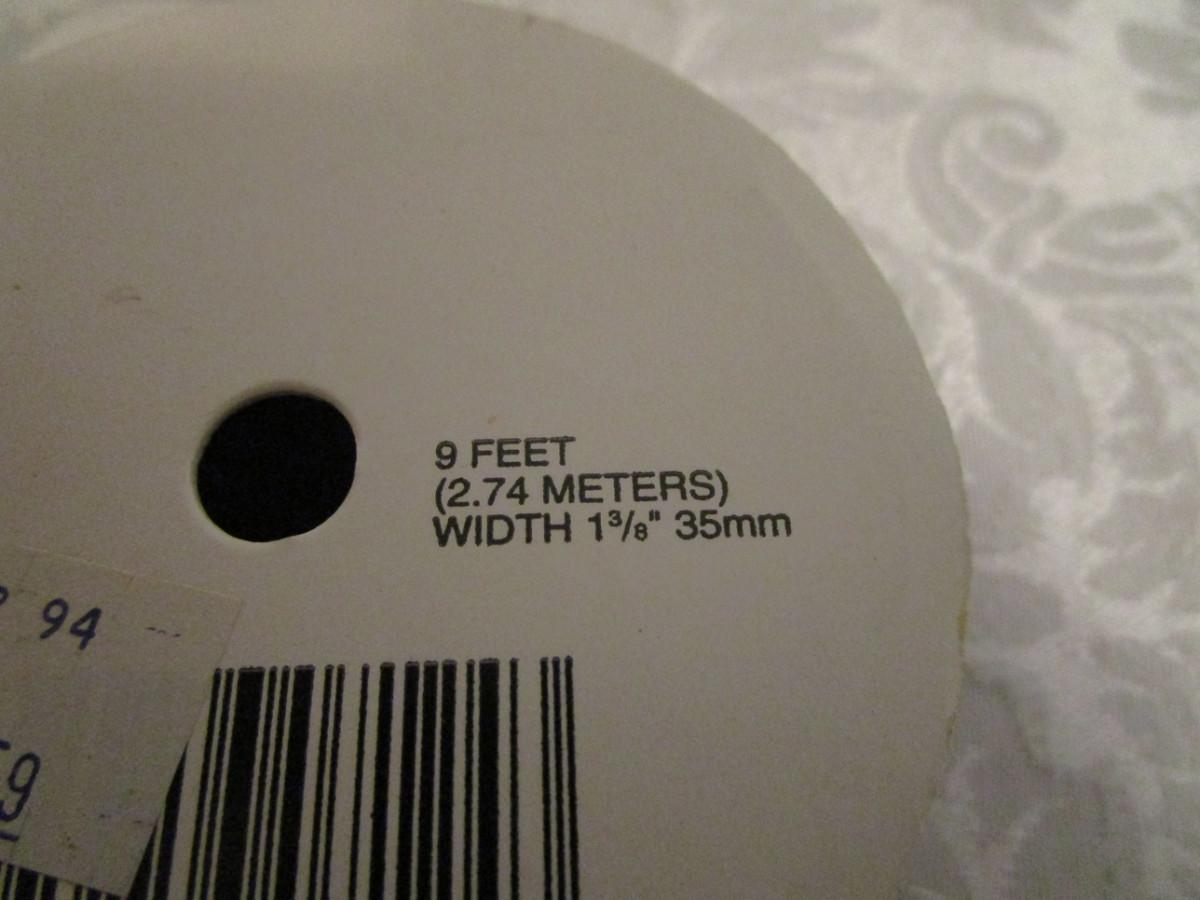 9 FEET
(2.74 METERS)
WIDTH 1³/₈" 35mm
94